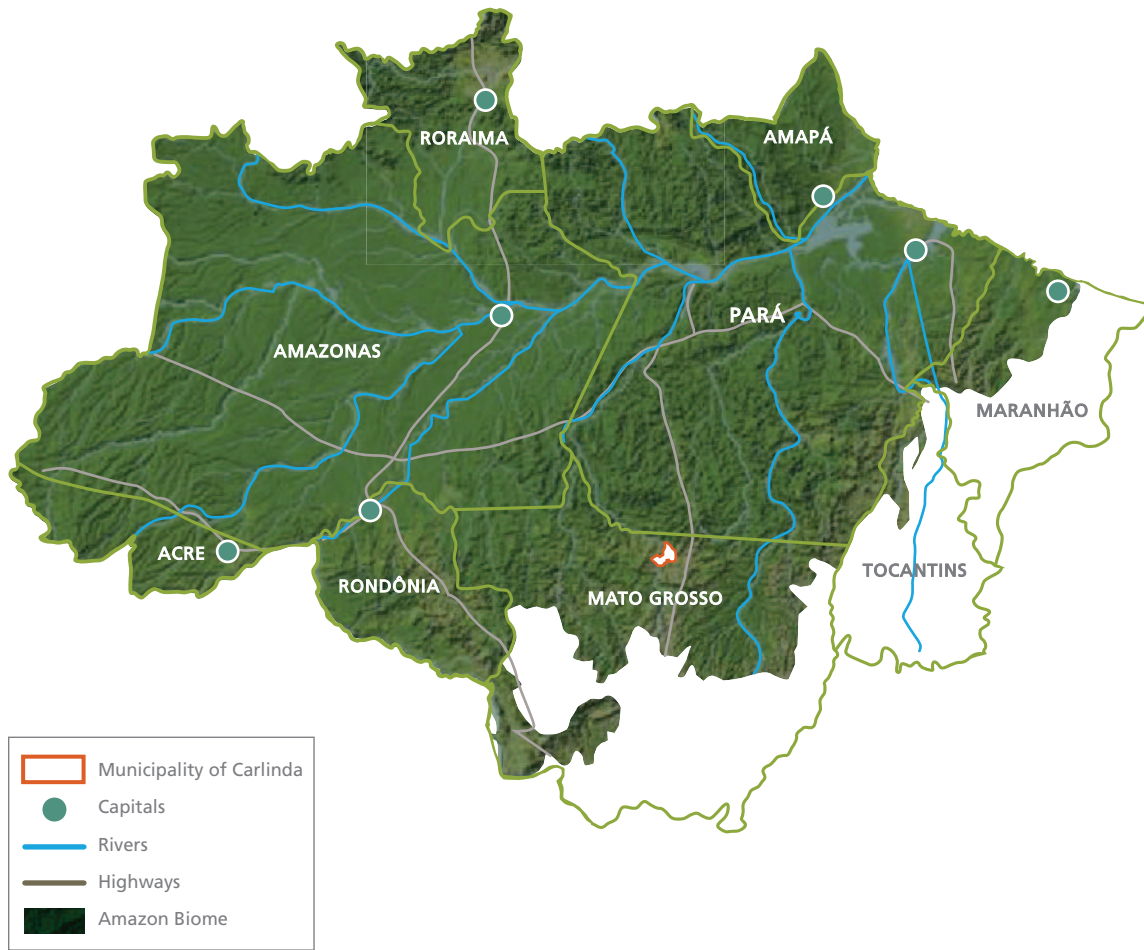 RORAIMA
AMAPÁ
PARÁ
AMAZONAS
MARANHÃO
ACRE
RONDÔNIA
MATO GROSSO
TOCANTINS
Municipality of Carlinda
Capitals
Rivers
Highways
Amazon Biome